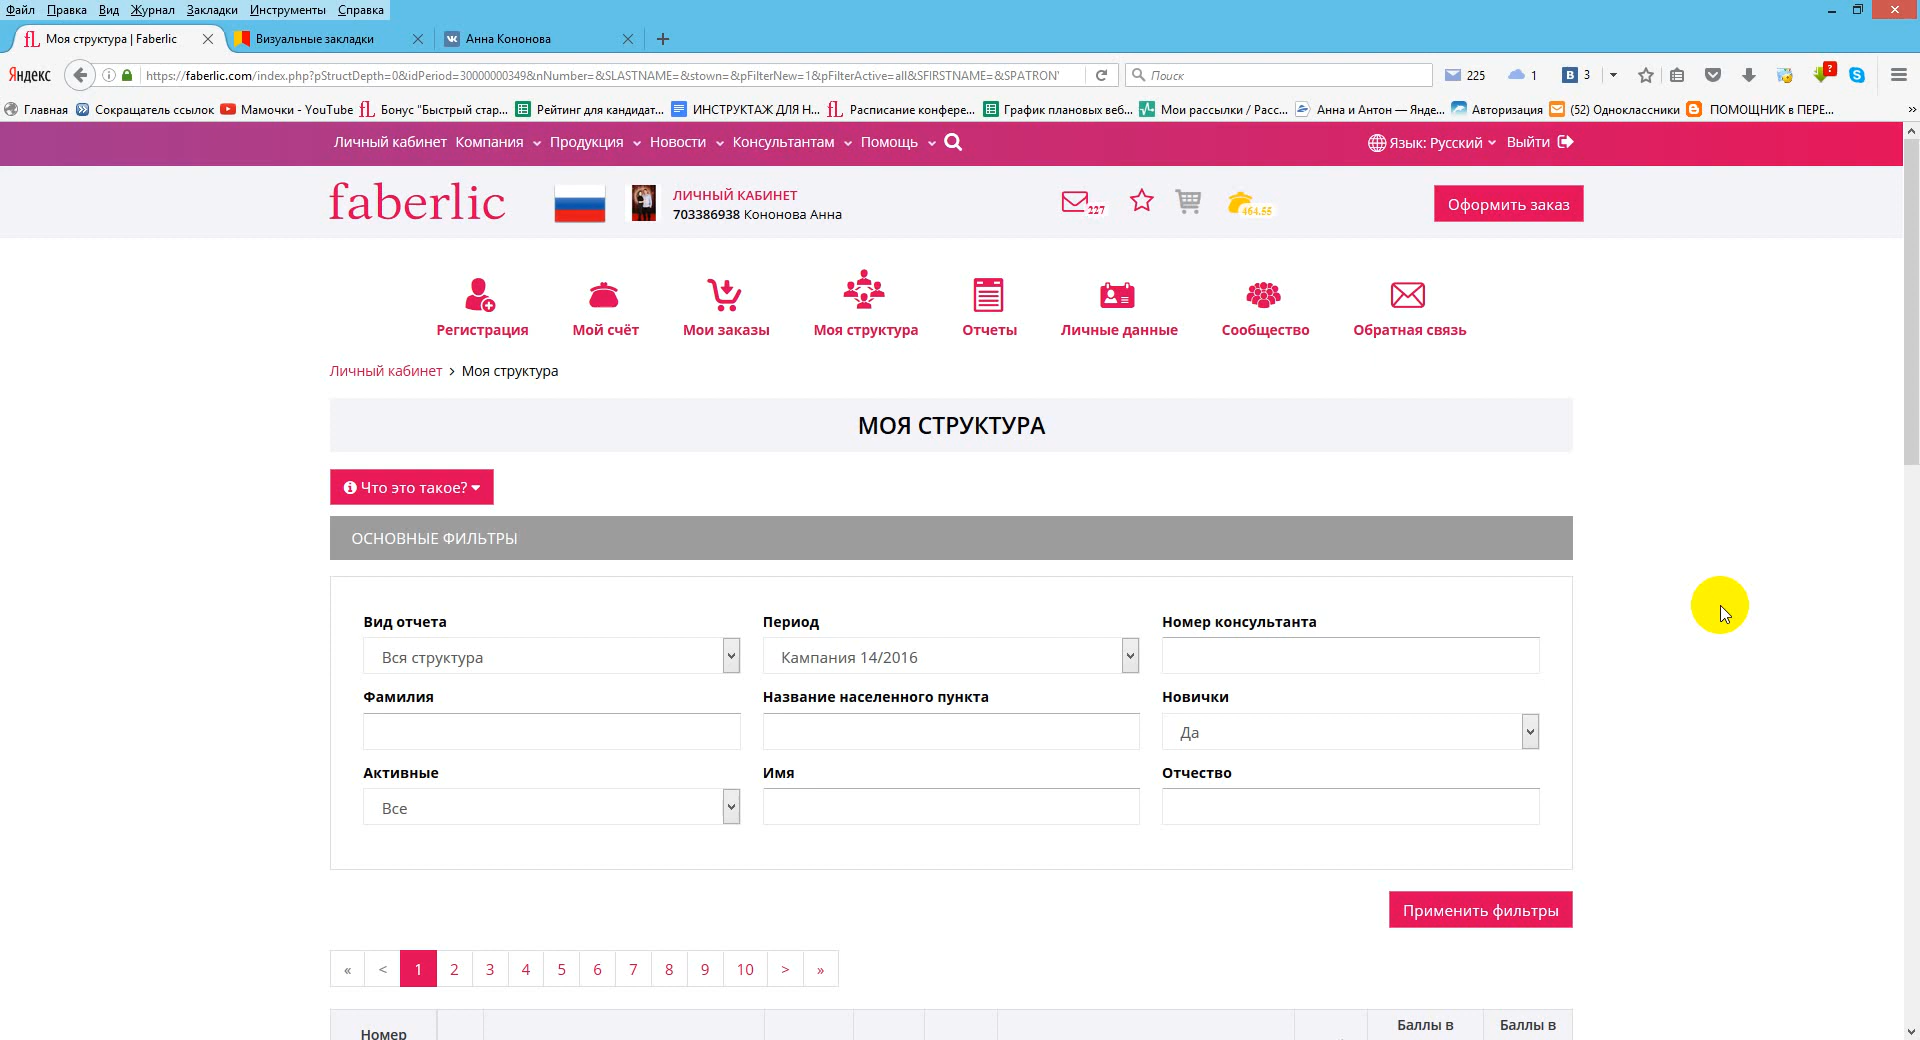 Файл Правка Вид Журнал Закладки Инструменты Справка
Моя структура | Faberlic Визуальные закладки Анна Кононова
Яндекс https://faberlic.com/index.php?pStructDepth=0&idPeriod=30000000349&nNumber=&SLASTNAME=&stown=&pFilterNew=1&pFilterActive=all&SFIRSTNAME=&SPATRON' Поиск 225 1 В 3 ?
Главная Сокращатель ссылок Мамочки - YouTube Бонус "Быстрый стар... Рейтинг для кандидат... ИНСТРУКТАЖ ДЛЯ Н... Расписание конфере... График плановых веб... Мои рассылки / Расс... Анна и Антон — Янде... Авторизация (52) Одноклассники ПОМОЩНИК в ПЕРЕ... »
Личный кабинет Компания Продукция Новости Консультантам Помощь Язык: Русский Выйти
faberlic ЛИЧНЫЙ КАБИНЕТ 227 464.55 Оформить заказ
703386938 Кононова Анна
Регистрация Мой счёт Мои заказы Моя структура Отчеты Личные данные Сообщество Обратная связь
Личный кабинет > Моя структура
МОЯ СТРУКТУРА
Что это такое?
ОСНОВНЫЕ ФИЛЬТРЫ
Вид отчета Период Номер консультанта
Вся структура Кампания 14/2016
Фамилия Название населенного пункта Новички
Да
Активные Имя Отчество
Все
Применить фильтры
« < 1 2 3 4 5 6 7 8 9 10 > »
Номер Баллы в Баллы в